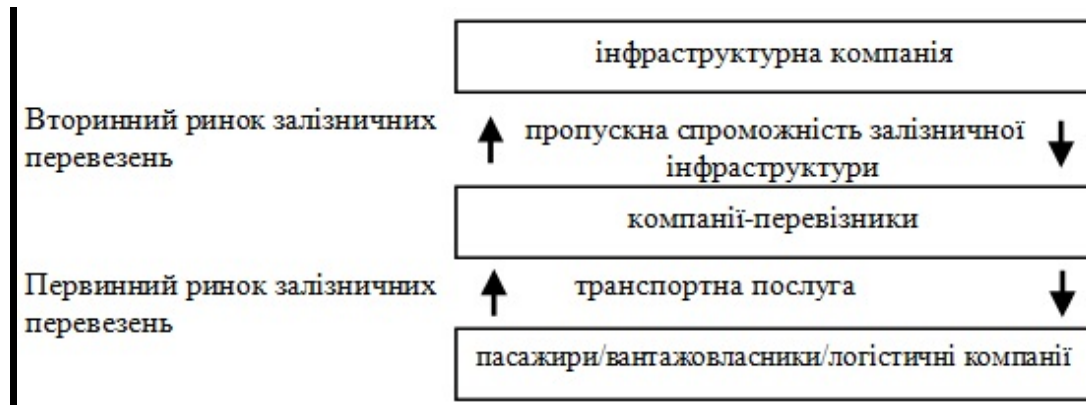 інфраструктурна компанія
Вторинний ринок залізничних
перевезень
пропускна спроможність залізничної
інфраструктури
компанії-перевізники
Первинний ринок залізничних
перевезень
транспортна послуга
пасажири/вантажовласники/логістичні компанії